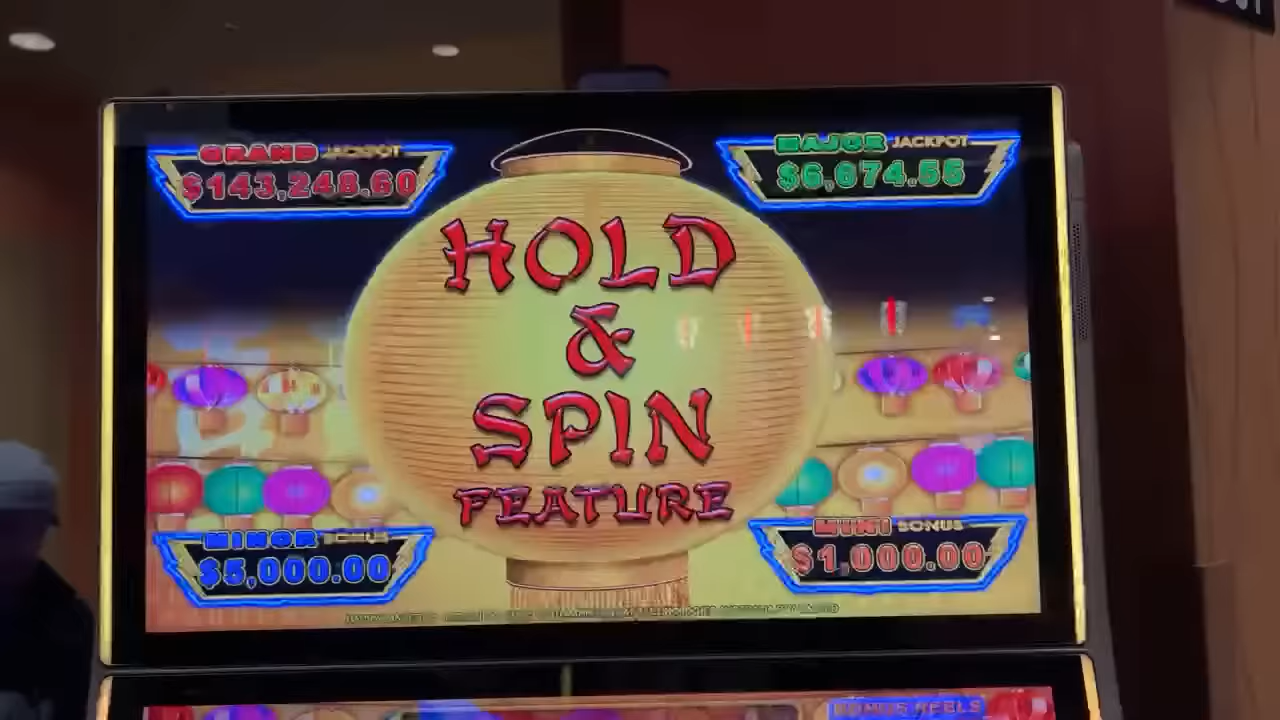 GRAND JACKPOT
$143,248.60
MAJOR JACKPOT
$6,074.55
HOLD
&
SPIN
FEATURE
MINOR BONUS
$5,000.00
MINI BONUS
$1,000.00
BONUS REELS